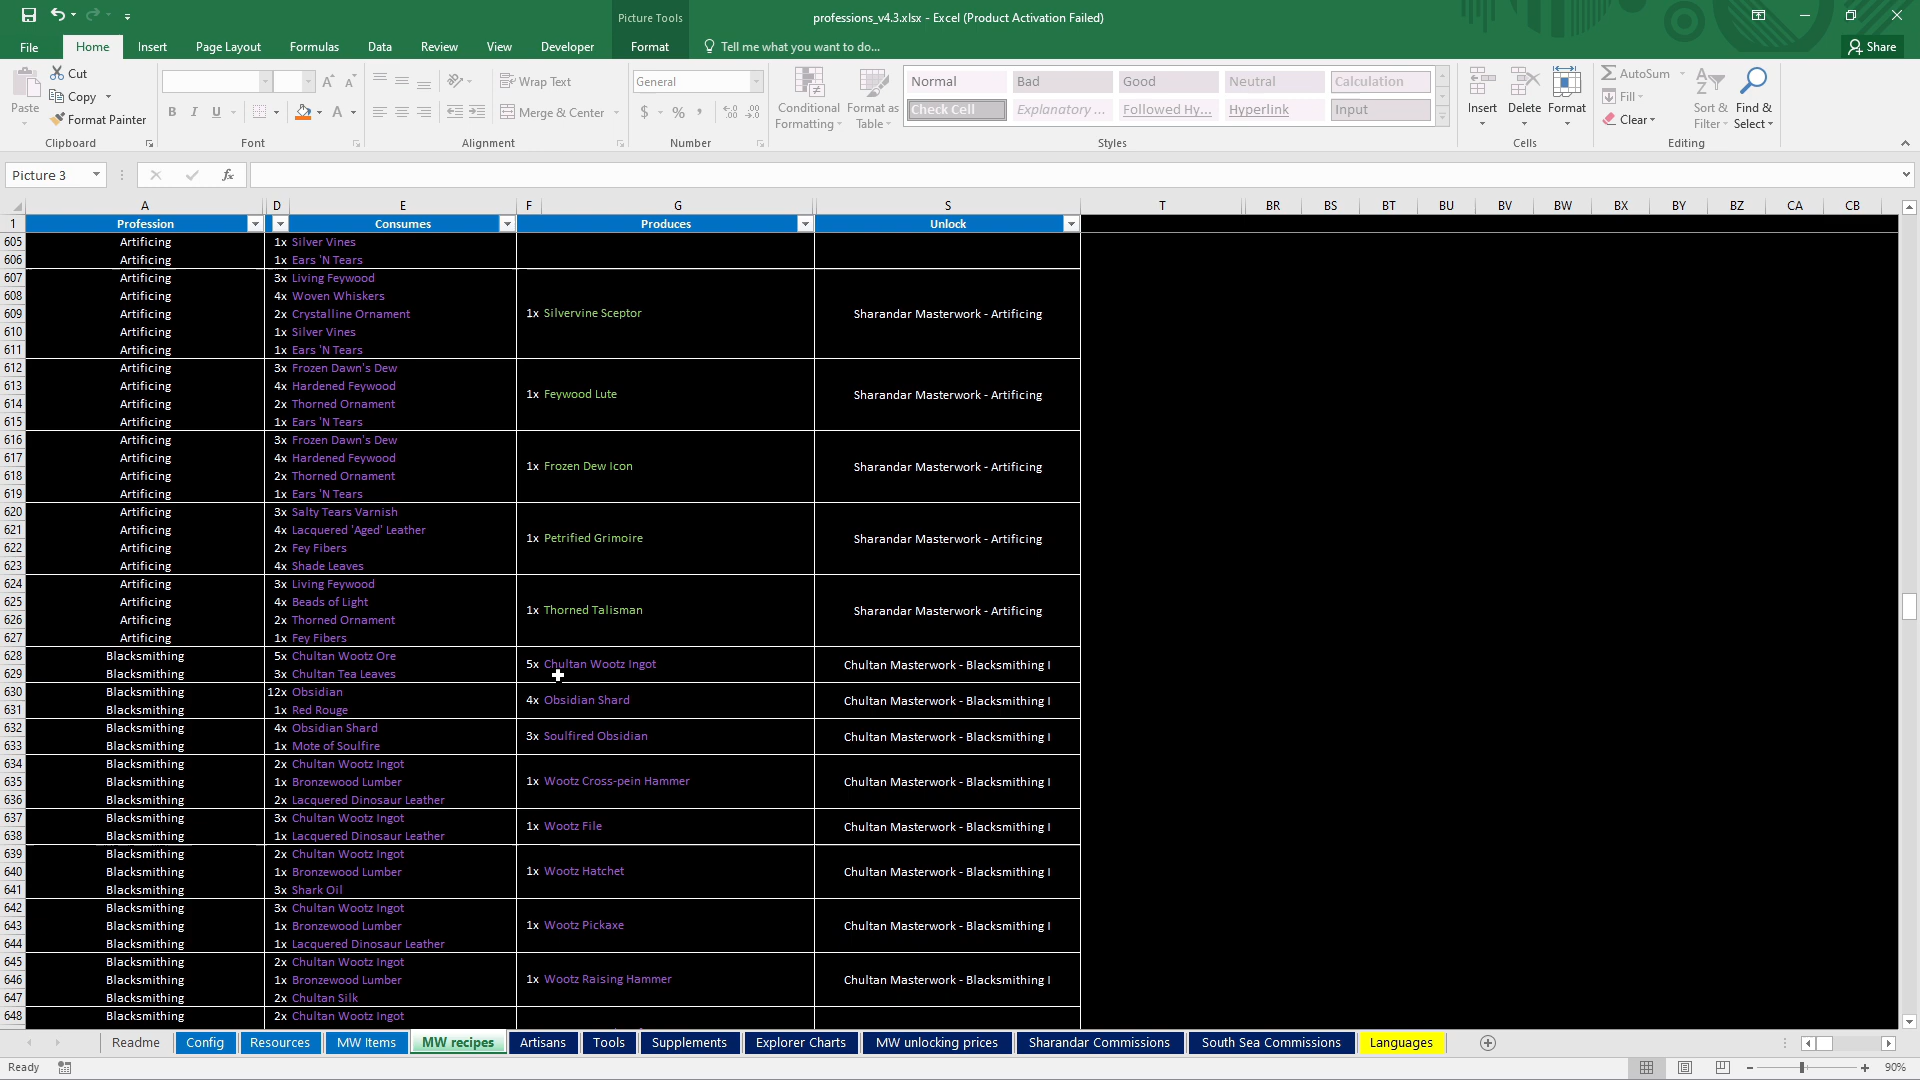 Picture Tools
professions_v4.3.xlsx - Excel (Product Activation Failed)
File Home Insert Page Layout Formulas Data Review View Developer Format Tell me what you want to do... Share
Paste Cut Copy Format Painter Clipboard
B I U A A A Font
Wrap Text Merge & Center Alignment
General $ % , Number
Conditional Formatting Format as Table
Normal Bad Good Neutral Calculation
Check Cell Explanatory ... Followed Hy... Hyperlink Input
Styles
Insert Delete Format Cells
AutoSum Fill Clear Sort & Filter Find & Select Editing
Picture 3 fx
A D E F G S T BR BS BT BU BV BW BX BY BZ CA CB
1 Profession Consumes Produces Unlock
605 Artificing 1x Silver Vines
606 Artificing 1x Ears 'N Tears
607 Artificing 3x Living Feywood
608 Artificing 4x Woven Whiskers
609 Artificing 2x Crystalline Ornament 1x Silvervine Sceptor Sharandar Masterwork - Artificing
610 Artificing 1x Silver Vines
611 Artificing 1x Ears 'N Tears
612 Artificing 3x Frozen Dawn's Dew
613 Artificing 4x Hardened Feywood 1x Feywood Lute Sharandar Masterwork - Artificing
614 Artificing 2x Thorned Ornament
615 Artificing 1x Ears 'N Tears
616 Artificing 3x Frozen Dawn's Dew
617 Artificing 4x Hardened Feywood 1x Frozen Dew Icon Sharandar Masterwork - Artificing
618 Artificing 2x Thorned Ornament
619 Artificing 1x Ears 'N Tears
620 Artificing 3x Salty Tears Varnish
621 Artificing 4x Lacquered 'Aged' Leather 1x Petrified Grimoire Sharandar Masterwork - Artificing
622 Artificing 2x Fey Fibers
623 Artificing 4x Shade Leaves
624 Artificing 3x Living Feywood
625 Artificing 4x Beads of Light 1x Thorned Talisman Sharandar Masterwork - Artificing
626 Artificing 2x Thorned Ornament
627 Artificing 1x Fey Fibers
628 Blacksmithing 5x Chultan Wootz Ore 5x Chultan Wootz Ingot Chultan Masterwork - Blacksmithing I
629 Blacksmithing 3x Chultan Tea Leaves
630 Blacksmithing 12x Obsidian 4x Obsidian Shard Chultan Masterwork - Blacksmithing I
631 Blacksmithing 1x Red Rouge
632 Blacksmithing 4x Obsidian Shard 3x Soulfired Obsidian Chultan Masterwork - Blacksmithing I
633 Blacksmithing 1x Mote of Soulfire
634 Blacksmithing 2x Chultan Wootz Ingot
635 Blacksmithing 1x Bronzewood Lumber 1x Wootz Cross-pein Hammer Chultan Masterwork - Blacksmithing I
636 Blacksmithing 2x Lacquered Dinosaur Leather
637 Blacksmithing 3x Chultan Wootz Ingot 1x Wootz File Chultan Masterwork - Blacksmithing I
638 Blacksmithing 1x Lacquered Dinosaur Leather
639 Blacksmithing 2x Chultan Wootz Ingot
640 Blacksmithing 1x Bronzewood Lumber 1x Wootz Hatchet Chultan Masterwork - Blacksmithing I
641 Blacksmithing 3x Shark Oil
642 Blacksmithing 3x Chultan Wootz Ingot
643 Blacksmithing 1x Bronzewood Lumber 1x Wootz Pickaxe Chultan Masterwork - Blacksmithing I
644 Blacksmithing 1x Lacquered Dinosaur Leather
645 Blacksmithing 2x Chultan Wootz Ingot
646 Blacksmithing 1x Bronzewood Lumber 1x Wootz Raising Hammer Chultan Masterwork - Blacksmithing I
647 Blacksmithing 2x Chultan Silk
648 Blacksmithing 2x Chultan Wootz Ingot
Readme Config Resources MW Items MW recipes Artisans Tools Supplements Explorer Charts MW unlocking prices Sharandar Commissions South Sea Commissions Languages
Ready 90%